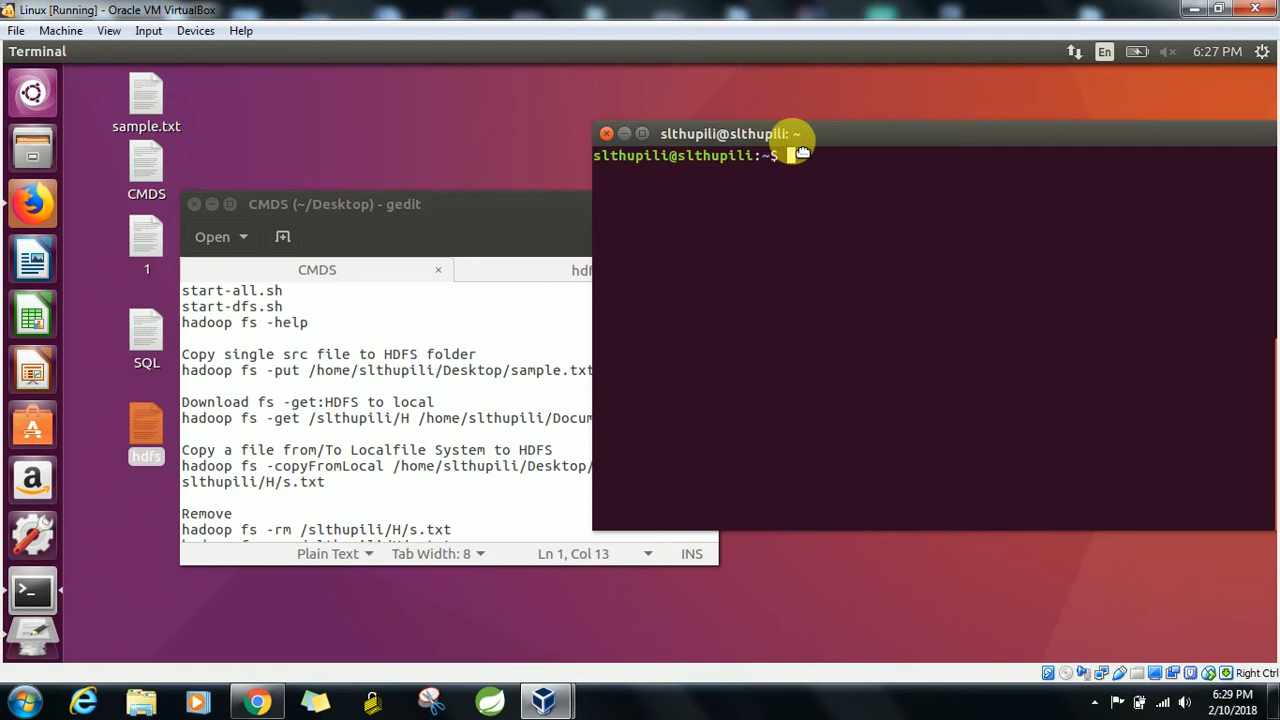 Linux [Running] - Oracle VM VirtualBox
File Machine View Input Devices Help
Terminal
En
6:27 PM
sample.txt
CMDS
1
SQL
hdfs
CMDS (~/Desktop) - gedit
Open
CMDS ×
start-all.sh
start-dfs.sh
hadoop fs -help
Copy single src file to HDFS folder
hadoop fs -put /home/slthupili/Desktop/sample.txt
Download fs -get:HDFS to local
hadoop fs -get /slthupili/H /home/slthupili/Docum
Copy a file from/To Localfile System to HDFS
hadoop fs -copyFromLocal /home/slthupili/Desktop/
slthupili/H/s.txt
Remove
hadoop fs -rm /slthupili/H/s.txt
Plain Text Tab Width: 8 Ln 1, Col 13 INS
slthupili@slthupili: ~
slthupili@slthupili:~$
Right Ctrl
6:29 PM
2/10/2018